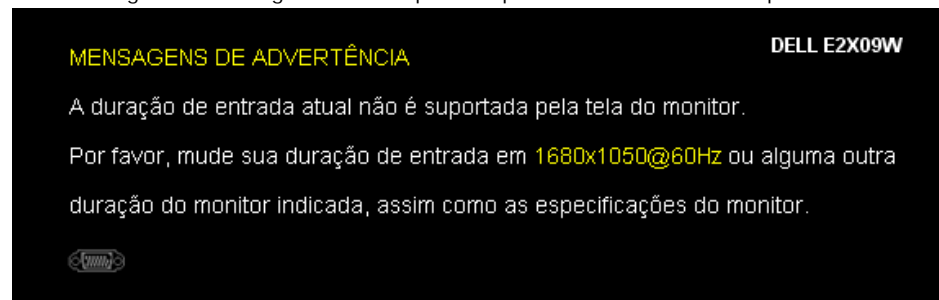 MENSAGENS DE ADVERTÊNCIA
DELL E2X09W
A duração de entrada atual não é suportada pela tela do monitor.
Por favor, mude sua duração de entrada em 1680x1050@60Hz ou alguma outra
duração do monitor indicada, assim como as especificações do monitor.